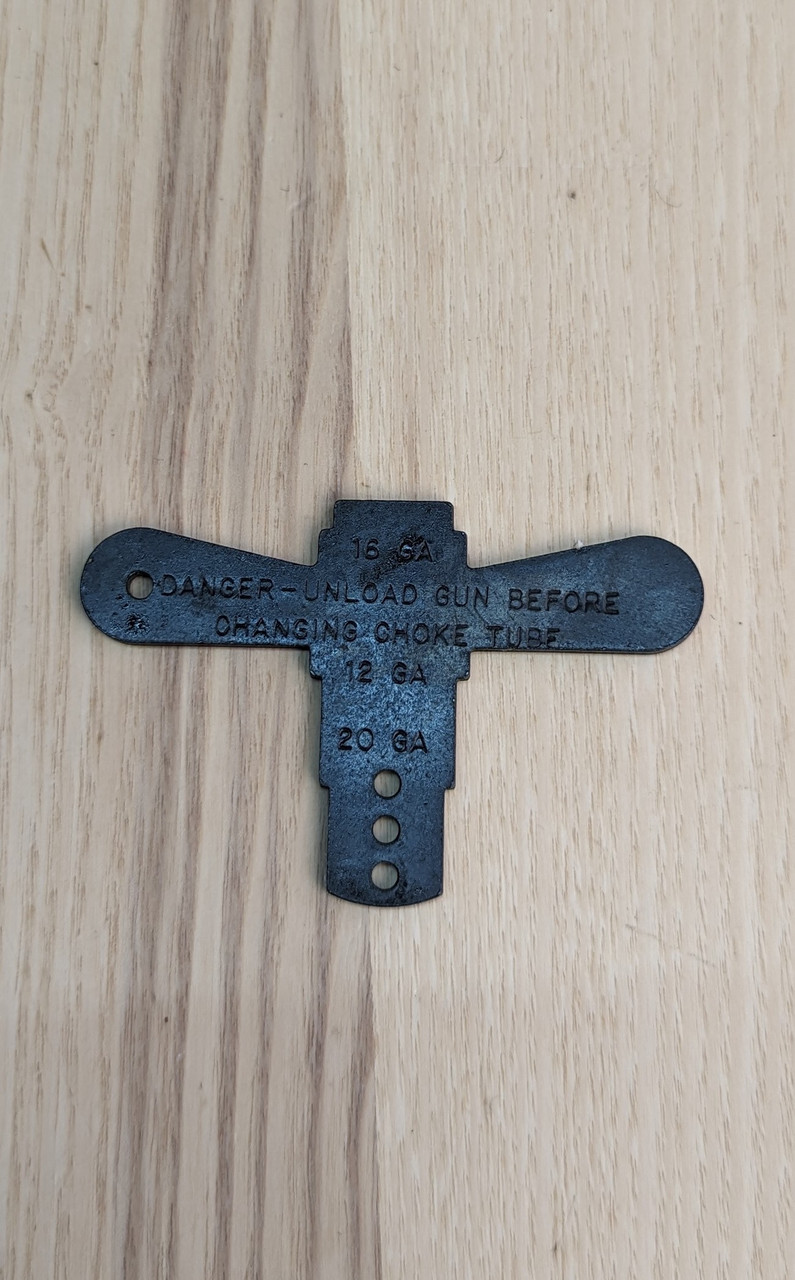 16 GA
DANGER-UNLOAD GUN BEFORE
CHANGING CHOKE TUBE
12 GA
20 GA